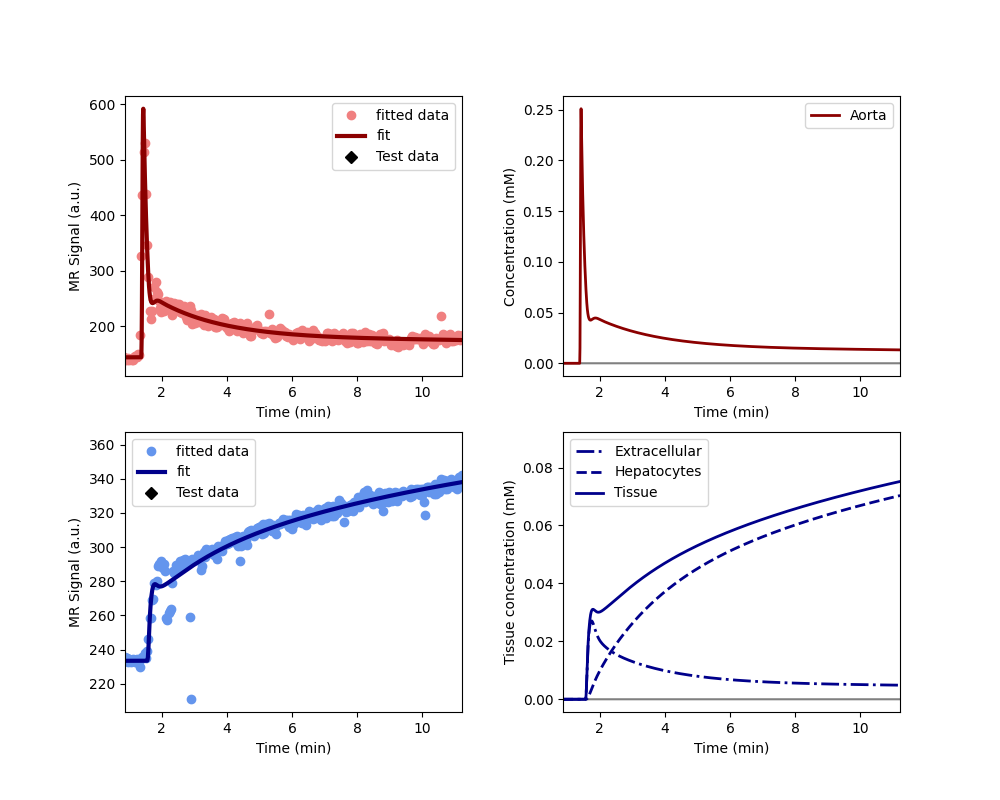 600
500
400
300
200
MR Signal (a.u.)
fitted data
fit
Test data
2 4 6 8 10
Time (min)
0.25
0.20
0.15
0.10
0.05
0.00
Concentration (mM)
Aorta
2 4 6 8 10
Time (min)
360
340
320
300
280
260
240
220
MR Signal (a.u.)
fitted data
fit
Test data
2 4 6 8 10
Time (min)
0.08
0.06
0.04
0.02
0.00
Tissue concentration (mM)
Extracellular
Hepatocytes
Tissue
2 4 6 8 10
Time (min)